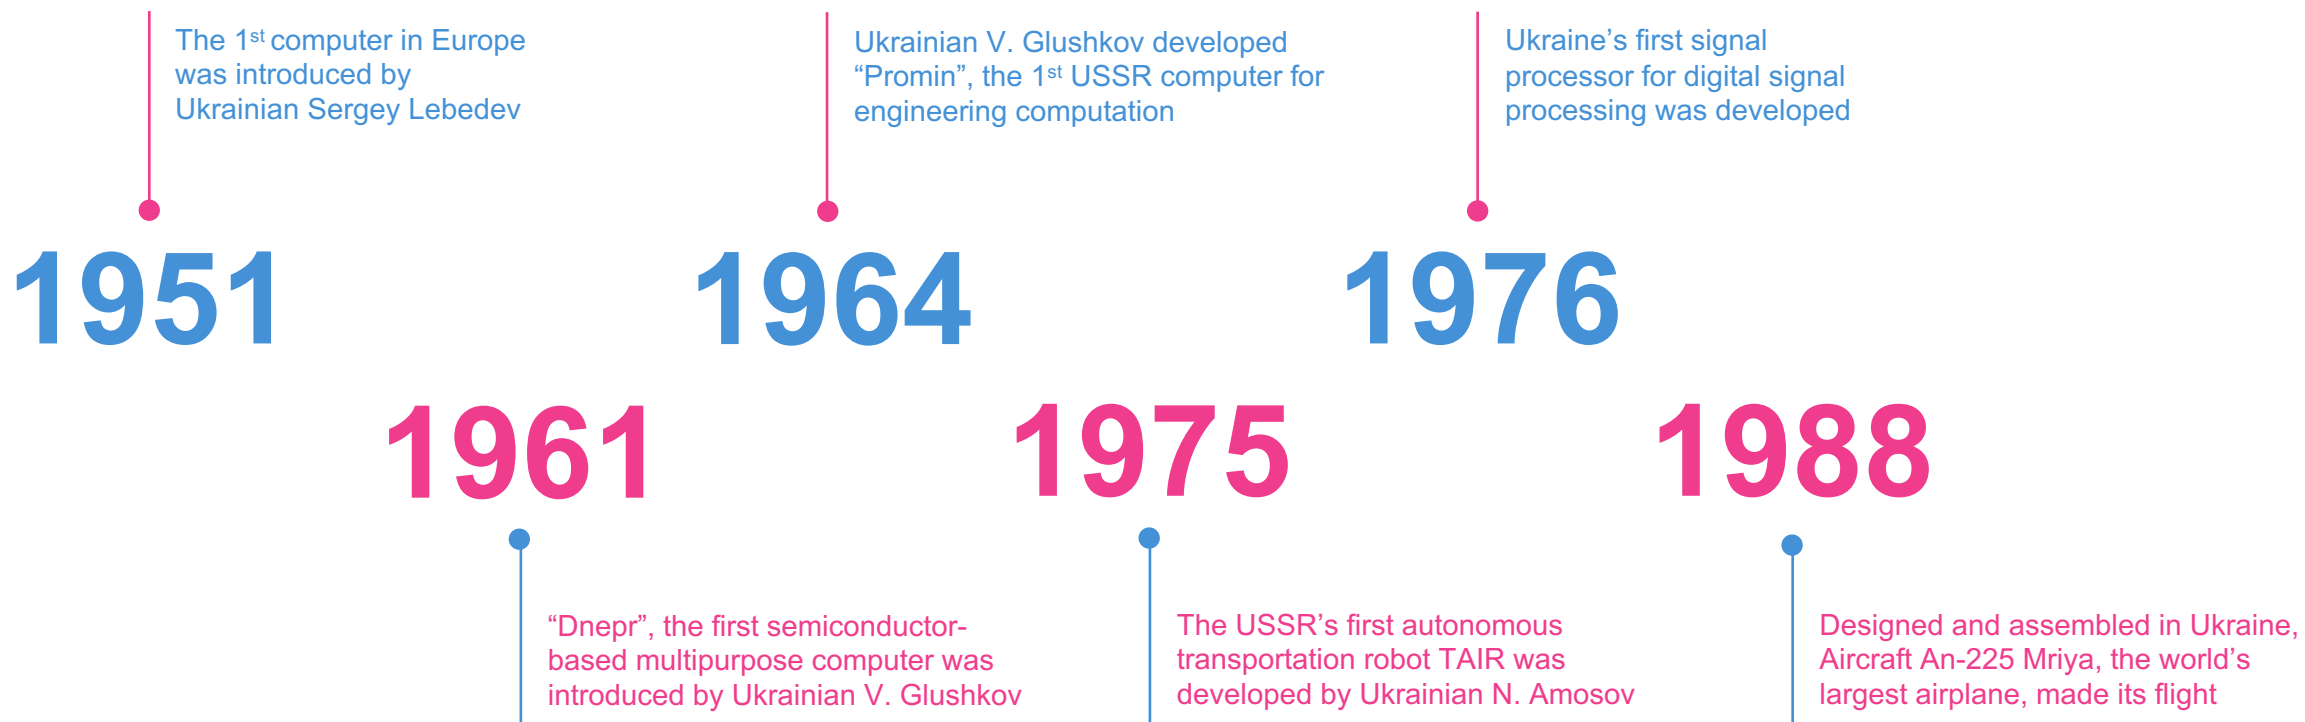 The 1st computer in Europe
was introduced by
Ukrainian Sergey Lebedev
1951
“Dnepr”, the first semiconductor-
based multipurpose computer was
introduced by Ukrainian V. Glushkov
1961
Ukrainian V. Glushkov developed
“Promin”, the 1st USSR computer for
engineering computation
1964
The USSR’s first autonomous
transportation robot TAIR was
developed by Ukrainian N. Amosov
1975
Ukraine’s first signal
processor for digital signal
processing was developed
1976
Designed and assembled in Ukraine,
Aircraft An-225 Mriya, the world’s
largest airplane, made its flight
1988